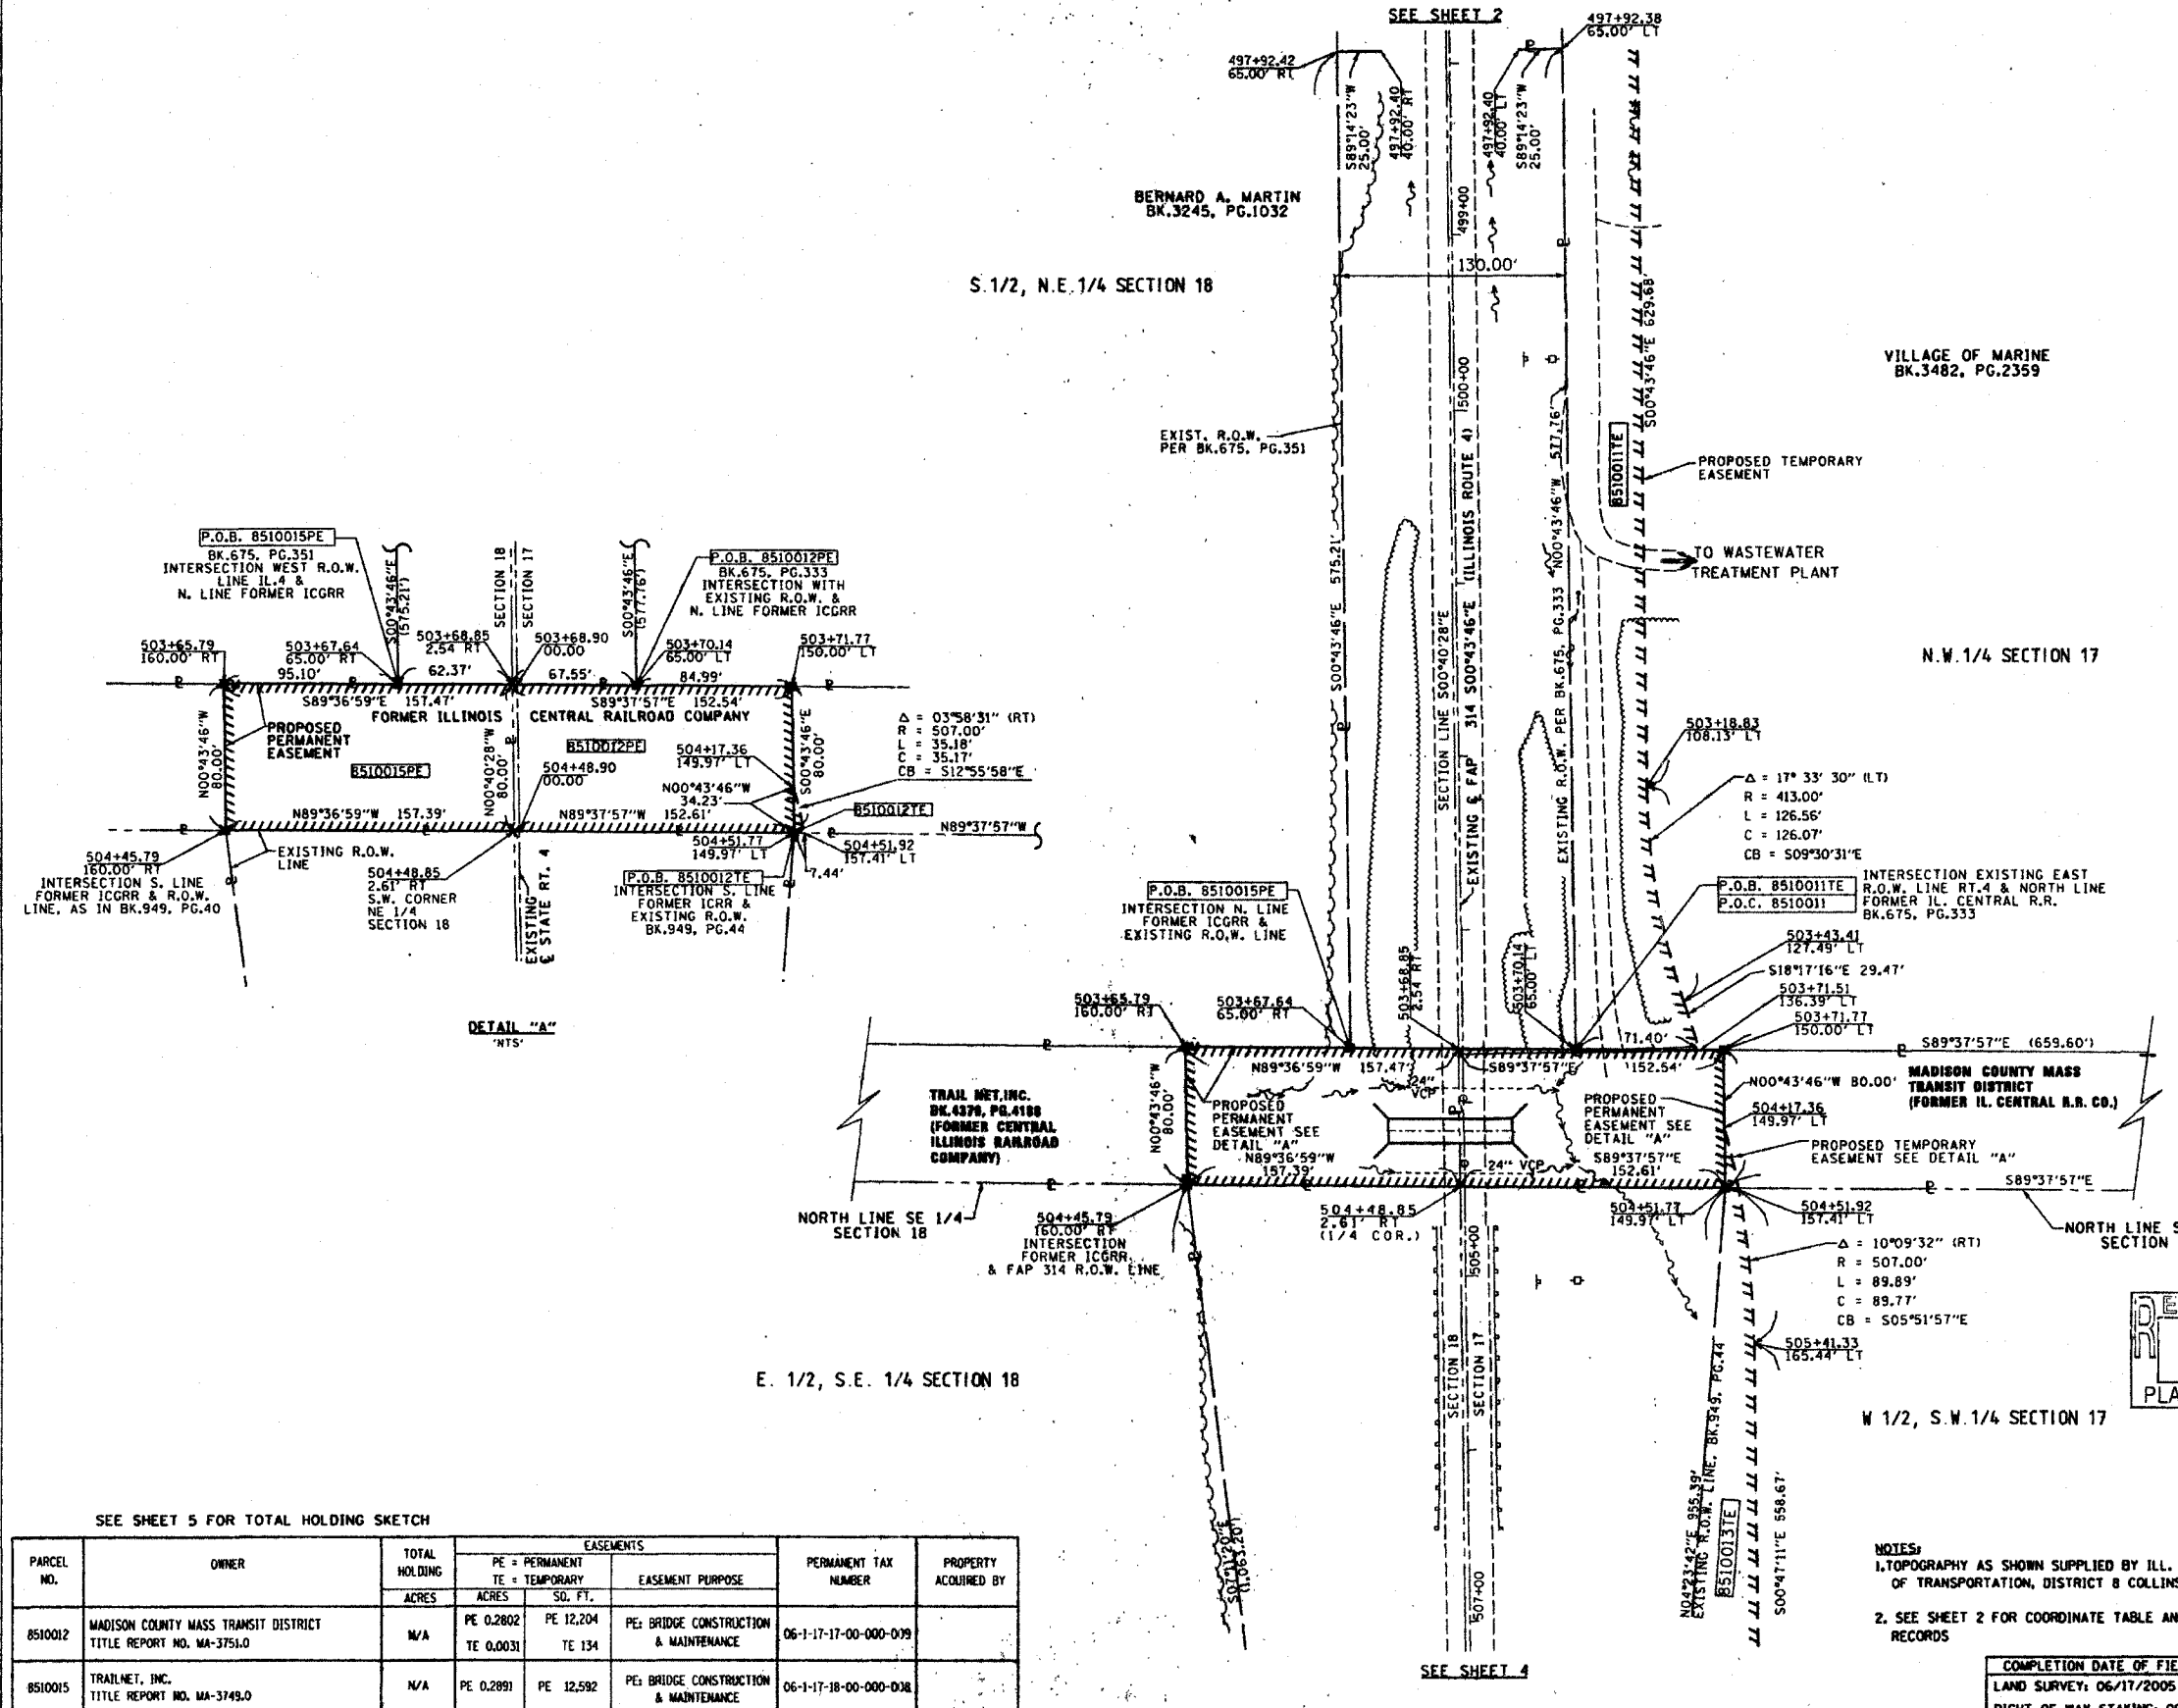 SEE SHEET 2
497+92.38
65.00' LT
497+92.42
65.00' RT
S89°14'23"W
25.00'
497+92.40
40.00' RT
497+92.40
40.00' LT
S89°14'23"W
25.00'
BERNARD A. MARTIN
BK.3245, PG.1032
499+00
130.00'
S.1/2, N.E.1/4 SECTION 18
S00°43'46"E 629.68'
VILLAGE OF MARINE
BK.3482, PG.2359
500+00
EXIST. R.O.W.
PER BK.675, PG.351
8510011TE
PROPOSED TEMPORARY
EASEMENT
TO WASTEWATER
TREATMENT PLANT
N.W.1/4 SECTION 17
S00°43'46"E 575.21'
SECTION LINE S00°40'28"E
EXISTING ℄ FAP 314 S00°43'46"E (ILLINOIS ROUTE 4)
EXISTING R.O.W. PER BK.675, PG.333 N00°43'46"W 577.76'
P.O.B. 8510015PE
BK.675, PG.351
INTERSECTION WEST R.O.W.
LINE IL.4 &
N. LINE FORMER ICGRR
S00°43'46"E
(575.21')
SECTION 18
SECTION 17
S00°43'46"E
(577.76')
P.O.B. 8510012PE
BK.675, PG.333
INTERSECTION WITH
EXISTING R.O.W. &
N. LINE FORMER ICGRR
503+65.79
160.00' RT
503+67.64
65.00' RT
503+68.85
2.54 RT
503+68.90
00.00
503+70.14
65.00' LT
503+71.77
150.00' LT
95.10'
62.37'
67.55'
84.99'
S89°36'59"E 157.47'
S89°37'57"E 152.54'
FORMER ILLINOIS CENTRAL RAILROAD COMPANY
PROPOSED
PERMANENT
EASEMENT
N00°43'46"W
80.00'
8510015PE
N00°40'28"W
80.00'
8510012PE
504+48.90
00.00
504+17.36
149.97' LT
N00°43'46"W
34.23'
S00°43'46"E
80.00'
Δ = 03°58'31" (RT)
R = 507.00'
L = 35.18'
C = 35.17'
CB = S12°55'58"E
8510012TE
N89°36'59"W 157.39'
N89°37'57"W 152.61'
N89°37'57"W
504+45.79
160.00' RT
INTERSECTION S. LINE
FORMER ICGRR & R.O.W.
LINE, AS IN BK.949, PG.40
EXISTING R.O.W.
LINE
504+48.85
2.61' RT
S.W. CORNER
NE 1/4
SECTION 18
EXISTING
℄ STATE RT. 4
504+51.77
149.97' LT
504+51.92
157.41' LT
7.44'
P.O.B. 8510012TE
INTERSECTION S. LINE
FORMER ICRR &
EXISTING R.O.W.
BK.949, PG.44
DETAIL "A"
"NTS"
503+18.83
108.13' LT
Δ = 17° 33' 30" (LT)
R = 413.00'
L = 126.56'
C = 126.07'
CB = S09°30'31"E
P.O.B. 8510011TE
P.O.C. 8510011
INTERSECTION EXISTING EAST
R.O.W. LINE RT.4 & NORTH LINE
FORMER IL. CENTRAL R.R.
BK.675, PG.333
P.O.B. 8510015PE
INTERSECTION N. LINE
FORMER ICGRR &
EXISTING R.O.W. LINE
503+43.41
127.49' LT
S18°17'16"E 29.47'
503+71.51
136.39' LT
503+71.77
150.00' LT
503+65.79
160.00' RT
503+67.64
65.00' RT
503+68.85
2.54 RT
503+70.14
65.00' LT
71.40'
S89°37'57"E (659.60')
N89°36'59"W 157.47'
S89°37'57"E 152.54'
24"
VCP
N00°43'46"W 80.00'
MADISON COUNTY MASS
TRANSIT DISTRICT
(FORMER IL. CENTRAL R.R. CO.)
TRAIL NET,INC.
BK.4379, PG.4188
(FORMER CENTRAL
ILLINOIS RAILROAD
COMPANY)
N00°43'46"W
80.00'
PROPOSED
PERMANENT
EASEMENT SEE
DETAIL "A"
N89°36'59"W
157.39'
PROPOSED
PERMANENT
EASEMENT SEE
DETAIL "A"
S89°37'57"E
152.61'
24" VCP
504+17.36
149.97' LT
PROPOSED TEMPORARY
EASEMENT SEE DETAIL "A"
S89°37'57"E
NORTH LINE SE 1/4
SECTION 18
504+45.79
160.00' RT
INTERSECTION
FORMER ICGRR
& FAP 314 R.O.W. LINE
504+48.85
2.61' RT
(1/4 COR.)
505+00
504+51.77
149.97' LT
504+51.92
157.41' LT
NORTH LINE S
SECTION
Δ = 10°09'32" (RT)
R = 507.00'
L = 89.89'
C = 89.77'
CB = S05°51'57"E
505+41.33
165.44' LT
PLA
E. 1/2, S.E. 1/4 SECTION 18
SECTION 18
SECTION 17
W 1/2, S.W.1/4 SECTION 17
S07°11'20"E
(1,063.20')
507+00
N04°23'42"E 955.39'
EXISTING R.O.W. LINE, BK.949, PG.44
8510013TE
S00°47'11"E 558.67'
SEE SHEET 4
NOTES:
1.TOPOGRAPHY AS SHOWN SUPPLIED BY ILL.
OF TRANSPORTATION, DISTRICT 8 COLLINS
2. SEE SHEET 2 FOR COORDINATE TABLE AN
RECORDS
COMPLETION DATE OF FIE
LAND SURVEY: 06/17/2005
SEE SHEET 5 FOR TOTAL HOLDING SKETCH
PARCEL NO. OWNER TOTAL HOLDING EASEMENTS PERMANENT TAX NUMBER PROPERTY ACQUIRED BY
PE = PERMANENT
TE = TEMPORARY
EASEMENT PURPOSE
ACRES ACRES SQ. FT.
8510012 MADISON COUNTY MASS TRANSIT DISTRICT N/A PE 0.2802 PE 12,204 PE: BRIDGE CONSTRUCTION 06-1-17-17-00-000-009
TITLE REPORT NO. MA-3751.0 TE 0.0031 TE 134 & MAINTENANCE
8510015 TRAILNET, INC. N/A PE 0.2891 PE 12,592 PE: BRIDGE CONSTRUCTION 06-1-17-18-00-000-008
TITLE REPORT NO. MA-3749.0 & MAINTENANCE